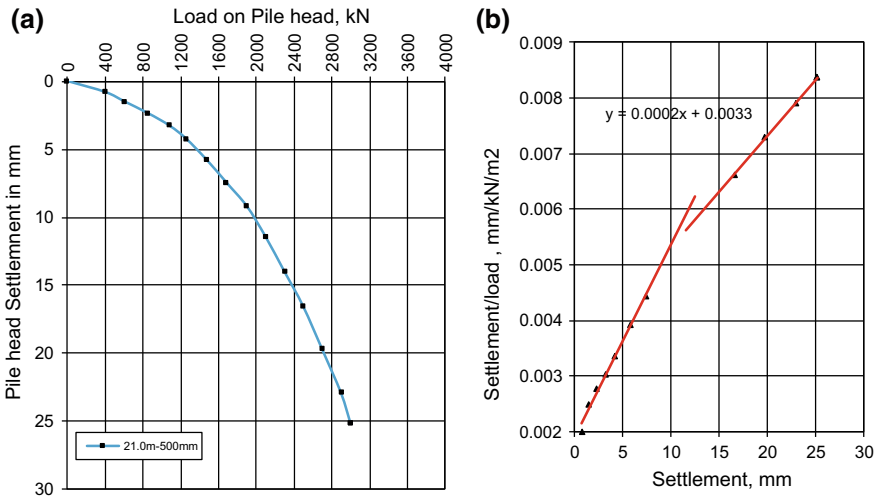 (a)
Load on Pile head, kN
0 400 800 1200 1600 2000 2400 2800 3200 3600 4000
Pile head Settlemnent in mm
0
5
10
15
20
25
30
21.0m-500mm
(b)
Settlement/load , mm/kN/m2
0.009
0.008
0.007
0.006
0.005
0.004
0.003
0.002
y = 0.0002x + 0.0033
0 5 10 15 20 25 30
Settlement, mm